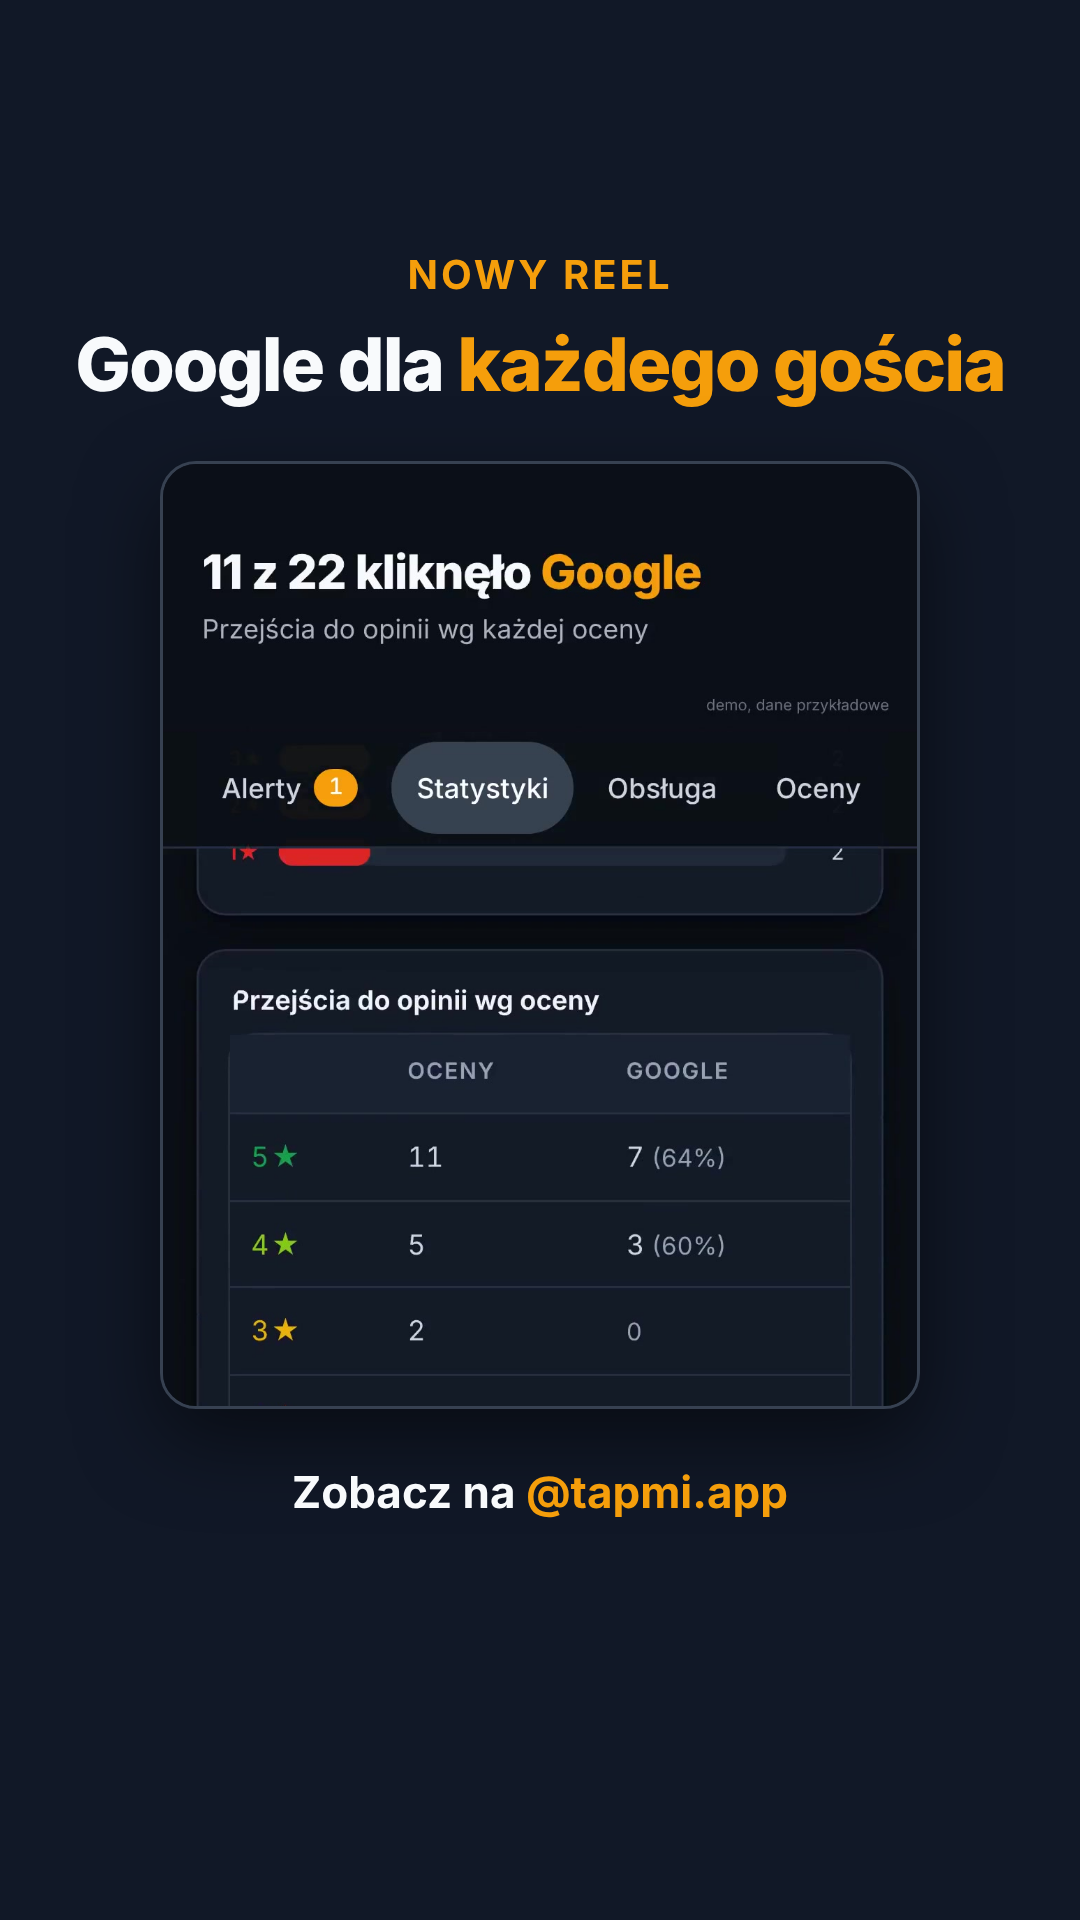 NOWY REEL
Google dla każdego gościa
11 z 22 kliknęło Google
Przejścia do opinii wg każdej oceny
demo, dane przykładowe
Alerty 1 Statystyki Obsługa Oceny
1★ 2
Przejścia do opinii wg oceny
OCENY GOOGLE
5★ 11 7 (64%)
4★ 5 3 (60%)
3★ 2 0
Zobacz na @tapmi.app